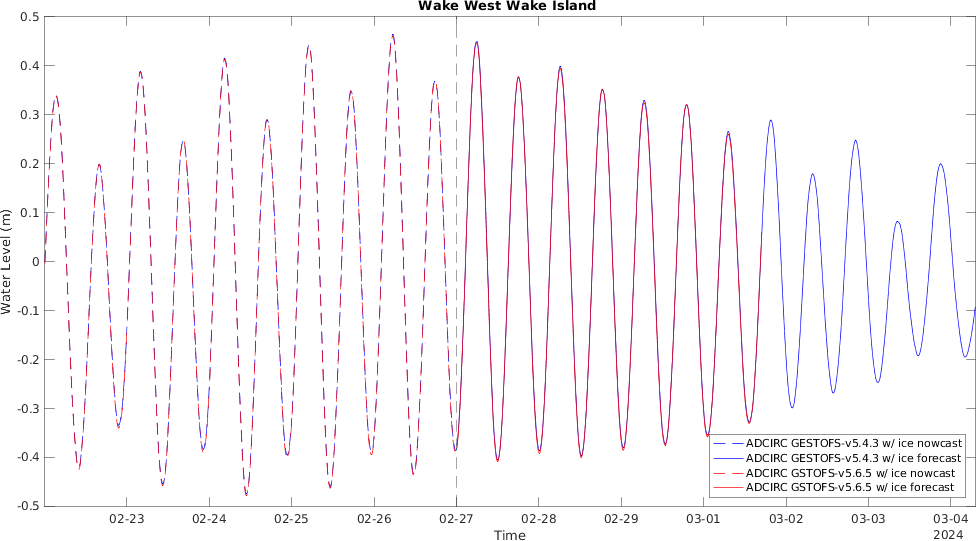 Wake West Wake Island
0.5
0.4
0.3
0.2
0.1
0
-0.1
-0.2
-0.3
-0.4
-0.5
Water Level (m)
ADCIRC GESTOFS-v5.4.3 w/ ice nowcast
ADCIRC GESTOFS-v5.4.3 w/ ice forecast
ADCIRC GSTOFS-v5.6.5 w/ ice nowcast
ADCIRC GSTOFS-v5.6.5 w/ ice forecast
02-23 02-24 02-25 02-26 02-27 02-28 02-29 03-01 03-02 03-03 03-04
Time 2024